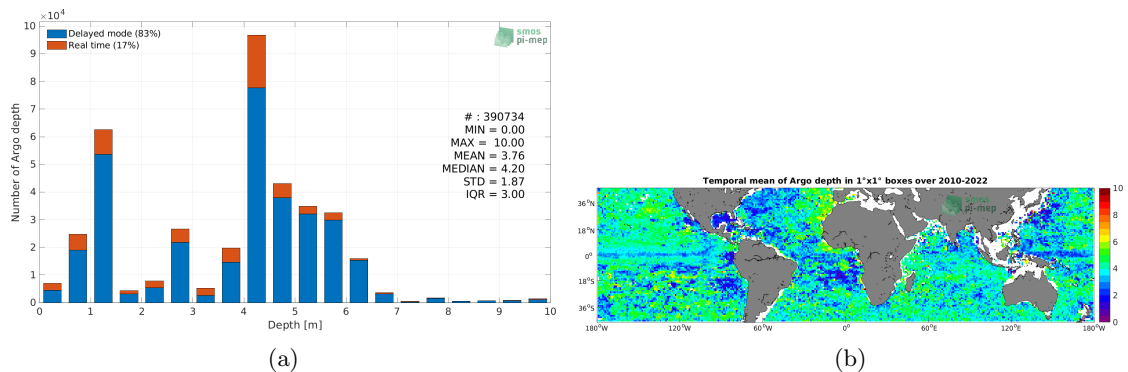 ×10⁴
Delayed mode (83%)
Real time (17%)
smos
pi-mep
10
9
8
7
6
5
4
3
2
1
0
Number of Argo depth
# : 390734
MIN = 0.00
MAX = 10.00
MEAN = 3.76
MEDIAN = 4.20
STD = 1.87
IQR = 3.00
0 1 2 3 4 5 6 7 8 9 10
Depth [m]
(a)
Temporal mean of Argo depth in 1°x1° boxes over 2010-2022
smos
pi-mep
36°N
18°N
0°
18°S
36°S
180°W 120°W 60°W 0° 60°E 120°E 180°W
10
8
6
4
2
0
(b)